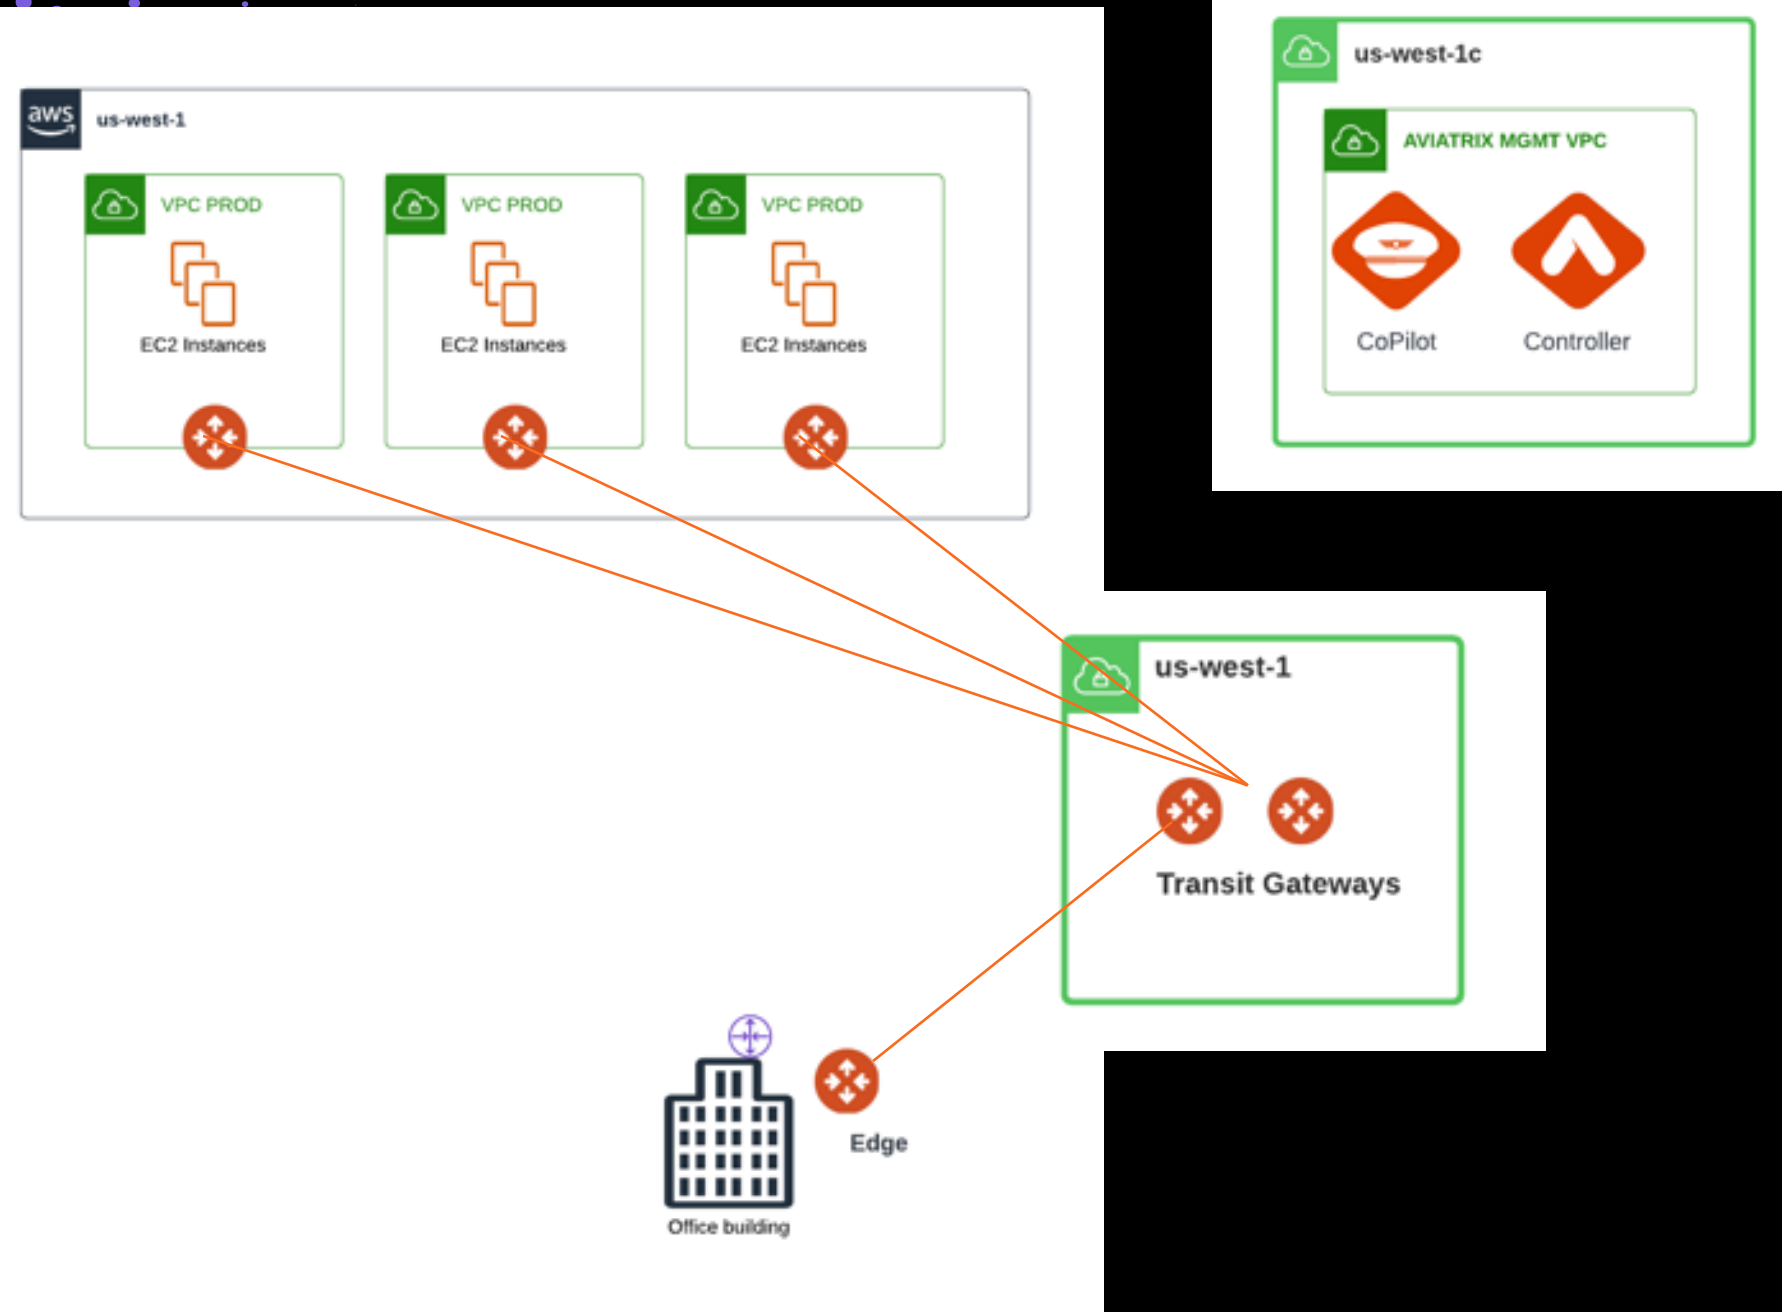 us-west-1c
AVIATRIX MGMT VPC
CoPilot
Controller
aws
us-west-1
VPC PROD
VPC PROD
VPC PROD
EC2 Instances
EC2 Instances
EC2 Instances
us-west-1
Transit Gateways
Edge
Office building